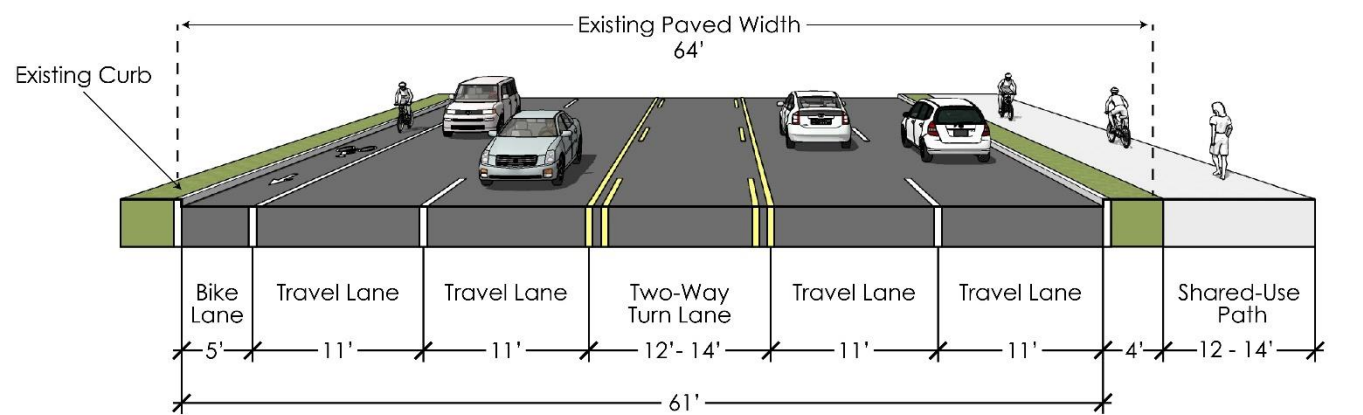 Existing Paved Width
64'
Existing Curb
Bike
Lane
Travel Lane
Travel Lane
Two-Way
Turn Lane
Travel Lane
Travel Lane
Shared-Use
Path
5'
11'
11'
12'- 14'
11'
11'
4'
12 - 14'
61'